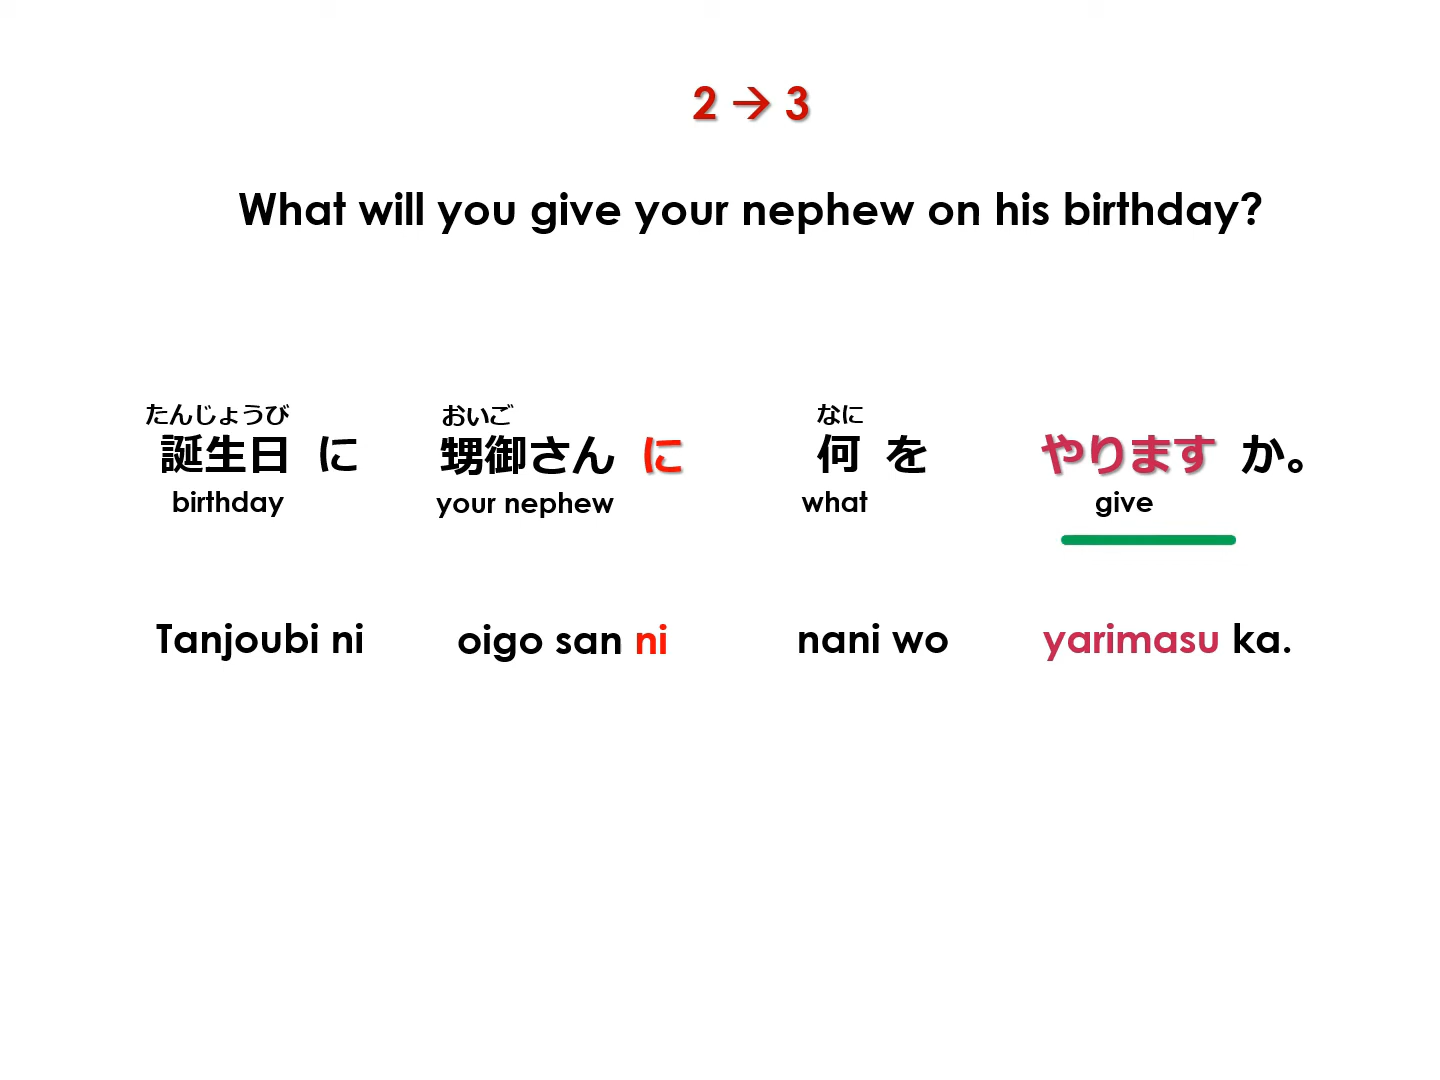 2 → 3
What will you give your nephew on his birthday?
たんじょうび おいご なに
誕生日 に 甥御さん に 何 を やります か。
birthday your nephew what give
Tanjoubi ni oigo san ni nani wo yarimasu ka.